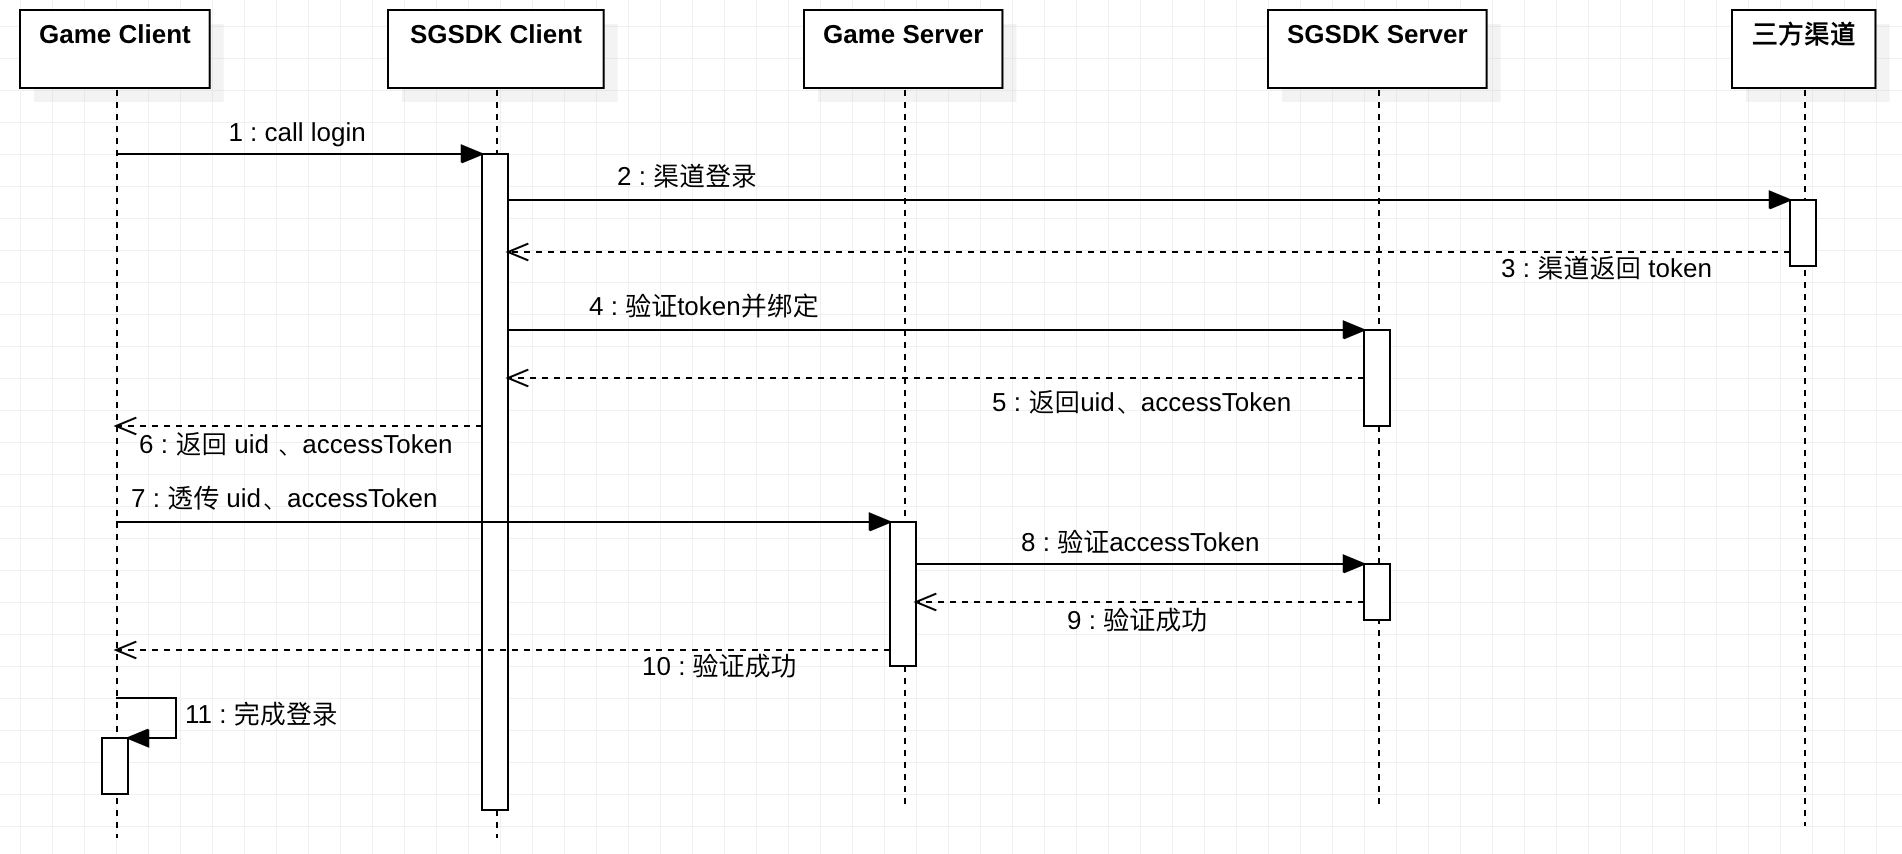 Game Client
SGSDK Client
Game Server
SGSDK Server
三方渠道
1 : call login
2 : 渠道登录
3 : 渠道返回 token
4 : 验证token并绑定
5 : 返回uid、accessToken
6 : 返回 uid 、accessToken
7 : 透传 uid、accessToken
8 : 验证accessToken
9 : 验证成功
10 : 验证成功
11 : 完成登录